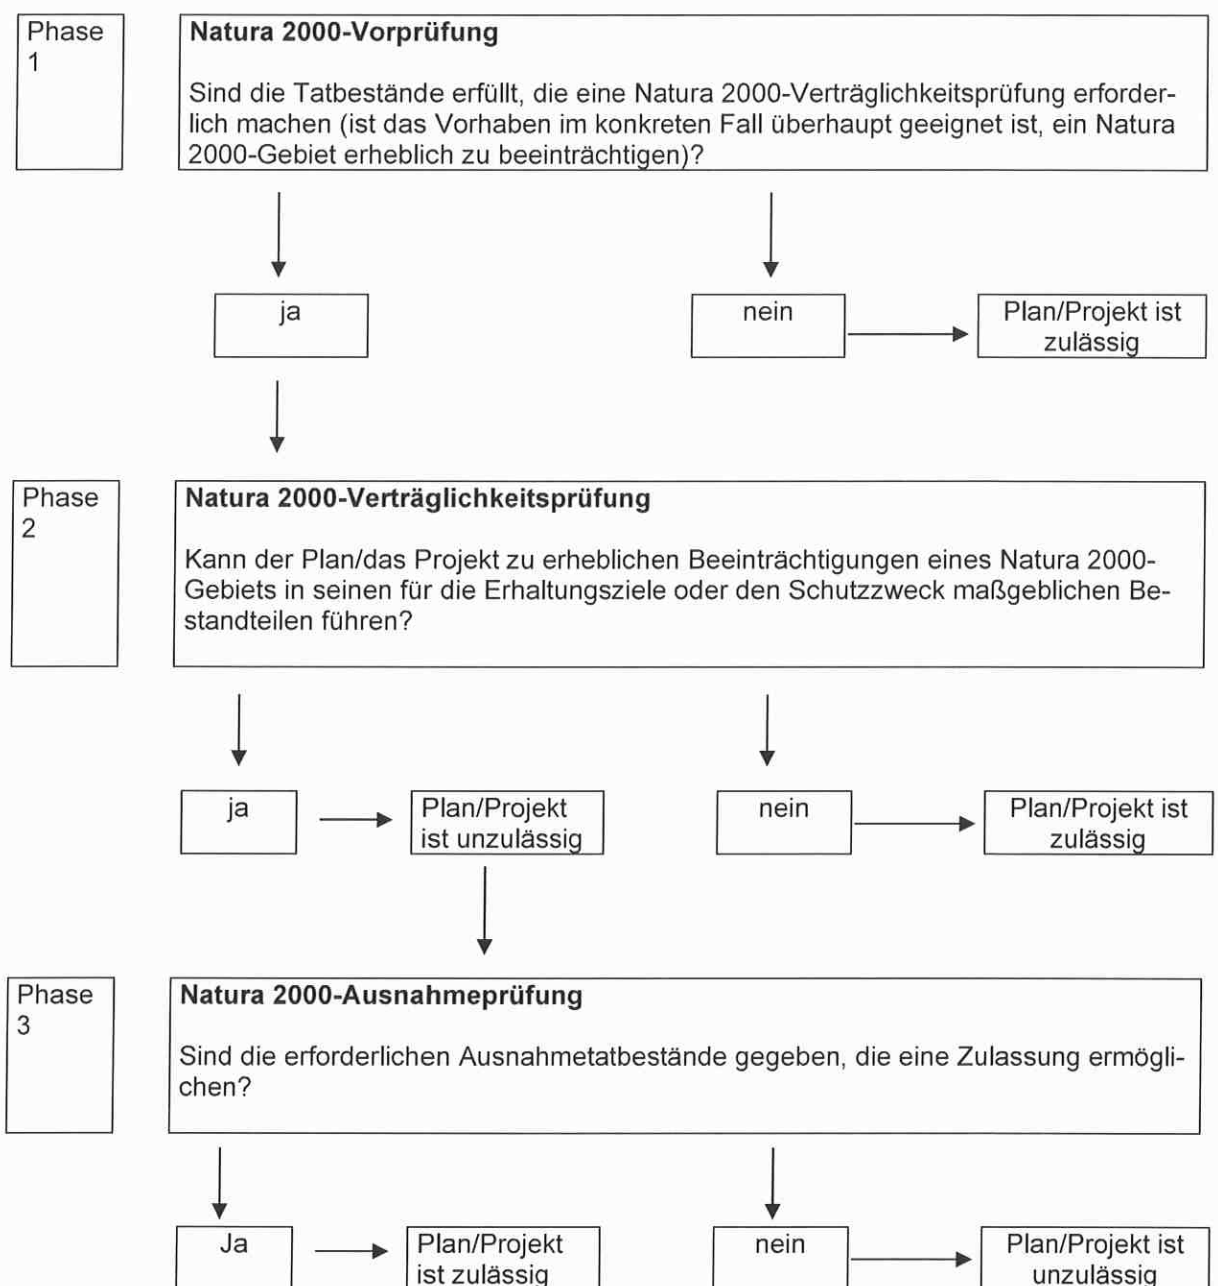 Phase
1
Natura 2000-Vorprüfung
Sind die Tatbestände erfüllt, die eine Natura 2000-Verträglichkeitsprüfung erforder-
lich machen (ist das Vorhaben im konkreten Fall überhaupt geeignet ist, ein Natura
2000-Gebiet erheblich zu beeinträchtigen)?
ja
nein
Plan/Projekt ist
zulässig
Phase
2
Natura 2000-Verträglichkeitsprüfung
Kann der Plan/das Projekt zu erheblichen Beeinträchtigungen eines Natura 2000-
Gebiets in seinen für die Erhaltungsziele oder den Schutzzweck maßgeblichen Be-
standteilen führen?
ja
Plan/Projekt
ist unzulässig
nein
Plan/Projekt ist
zulässig
Phase
3
Natura 2000-Ausnahmeprüfung
Sind die erforderlichen Ausnahmetatbestände gegeben, die eine Zulassung ermögli-
chen?
Ja
Plan/Projekt
ist zulässig
nein
Plan/Projekt ist
unzulässig